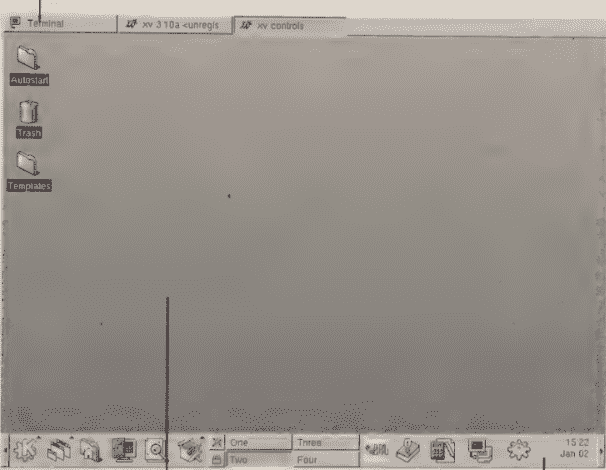 Terminal
xv 3.10a <unregis
xv controls
Autostart
Trash
Templates
One
Three
Two
Four
15:22
Jan 02